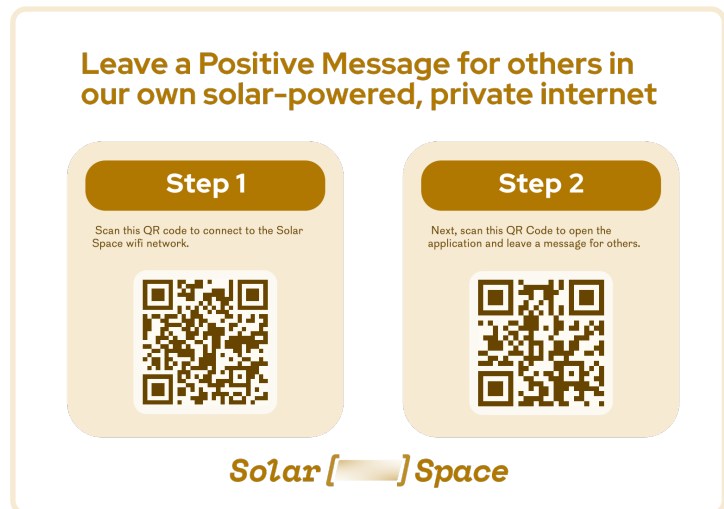 Leave a Positive Message for others in
our own solar-powered, private internet
Step 1
Scan this QR code to connect to the Solar
Space wifi network.
Step 2
Next, scan this QR Code to open the
application and leave a message for others.
Solar [ ] Space